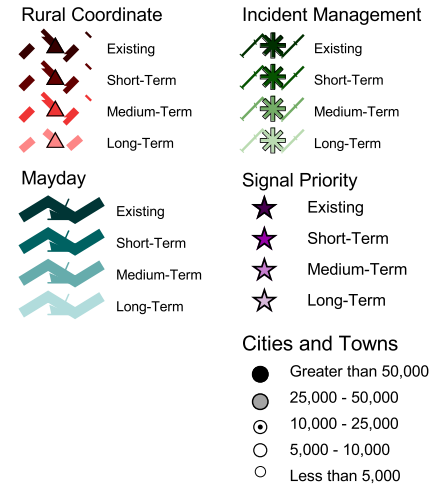 Rural Coordinate
Existing
Short-Term
Medium-Term
Long-Term
Incident Management
Existing
Short-Term
Medium-Term
Long-Term
Mayday
Existing
Short-Term
Medium-Term
Long-Term
Signal Priority
Existing
Short-Term
Medium-Term
Long-Term
Cities and Towns
Greater than 50,000
25,000 - 50,000
10,000 - 25,000
5,000 - 10,000
Less than 5,000